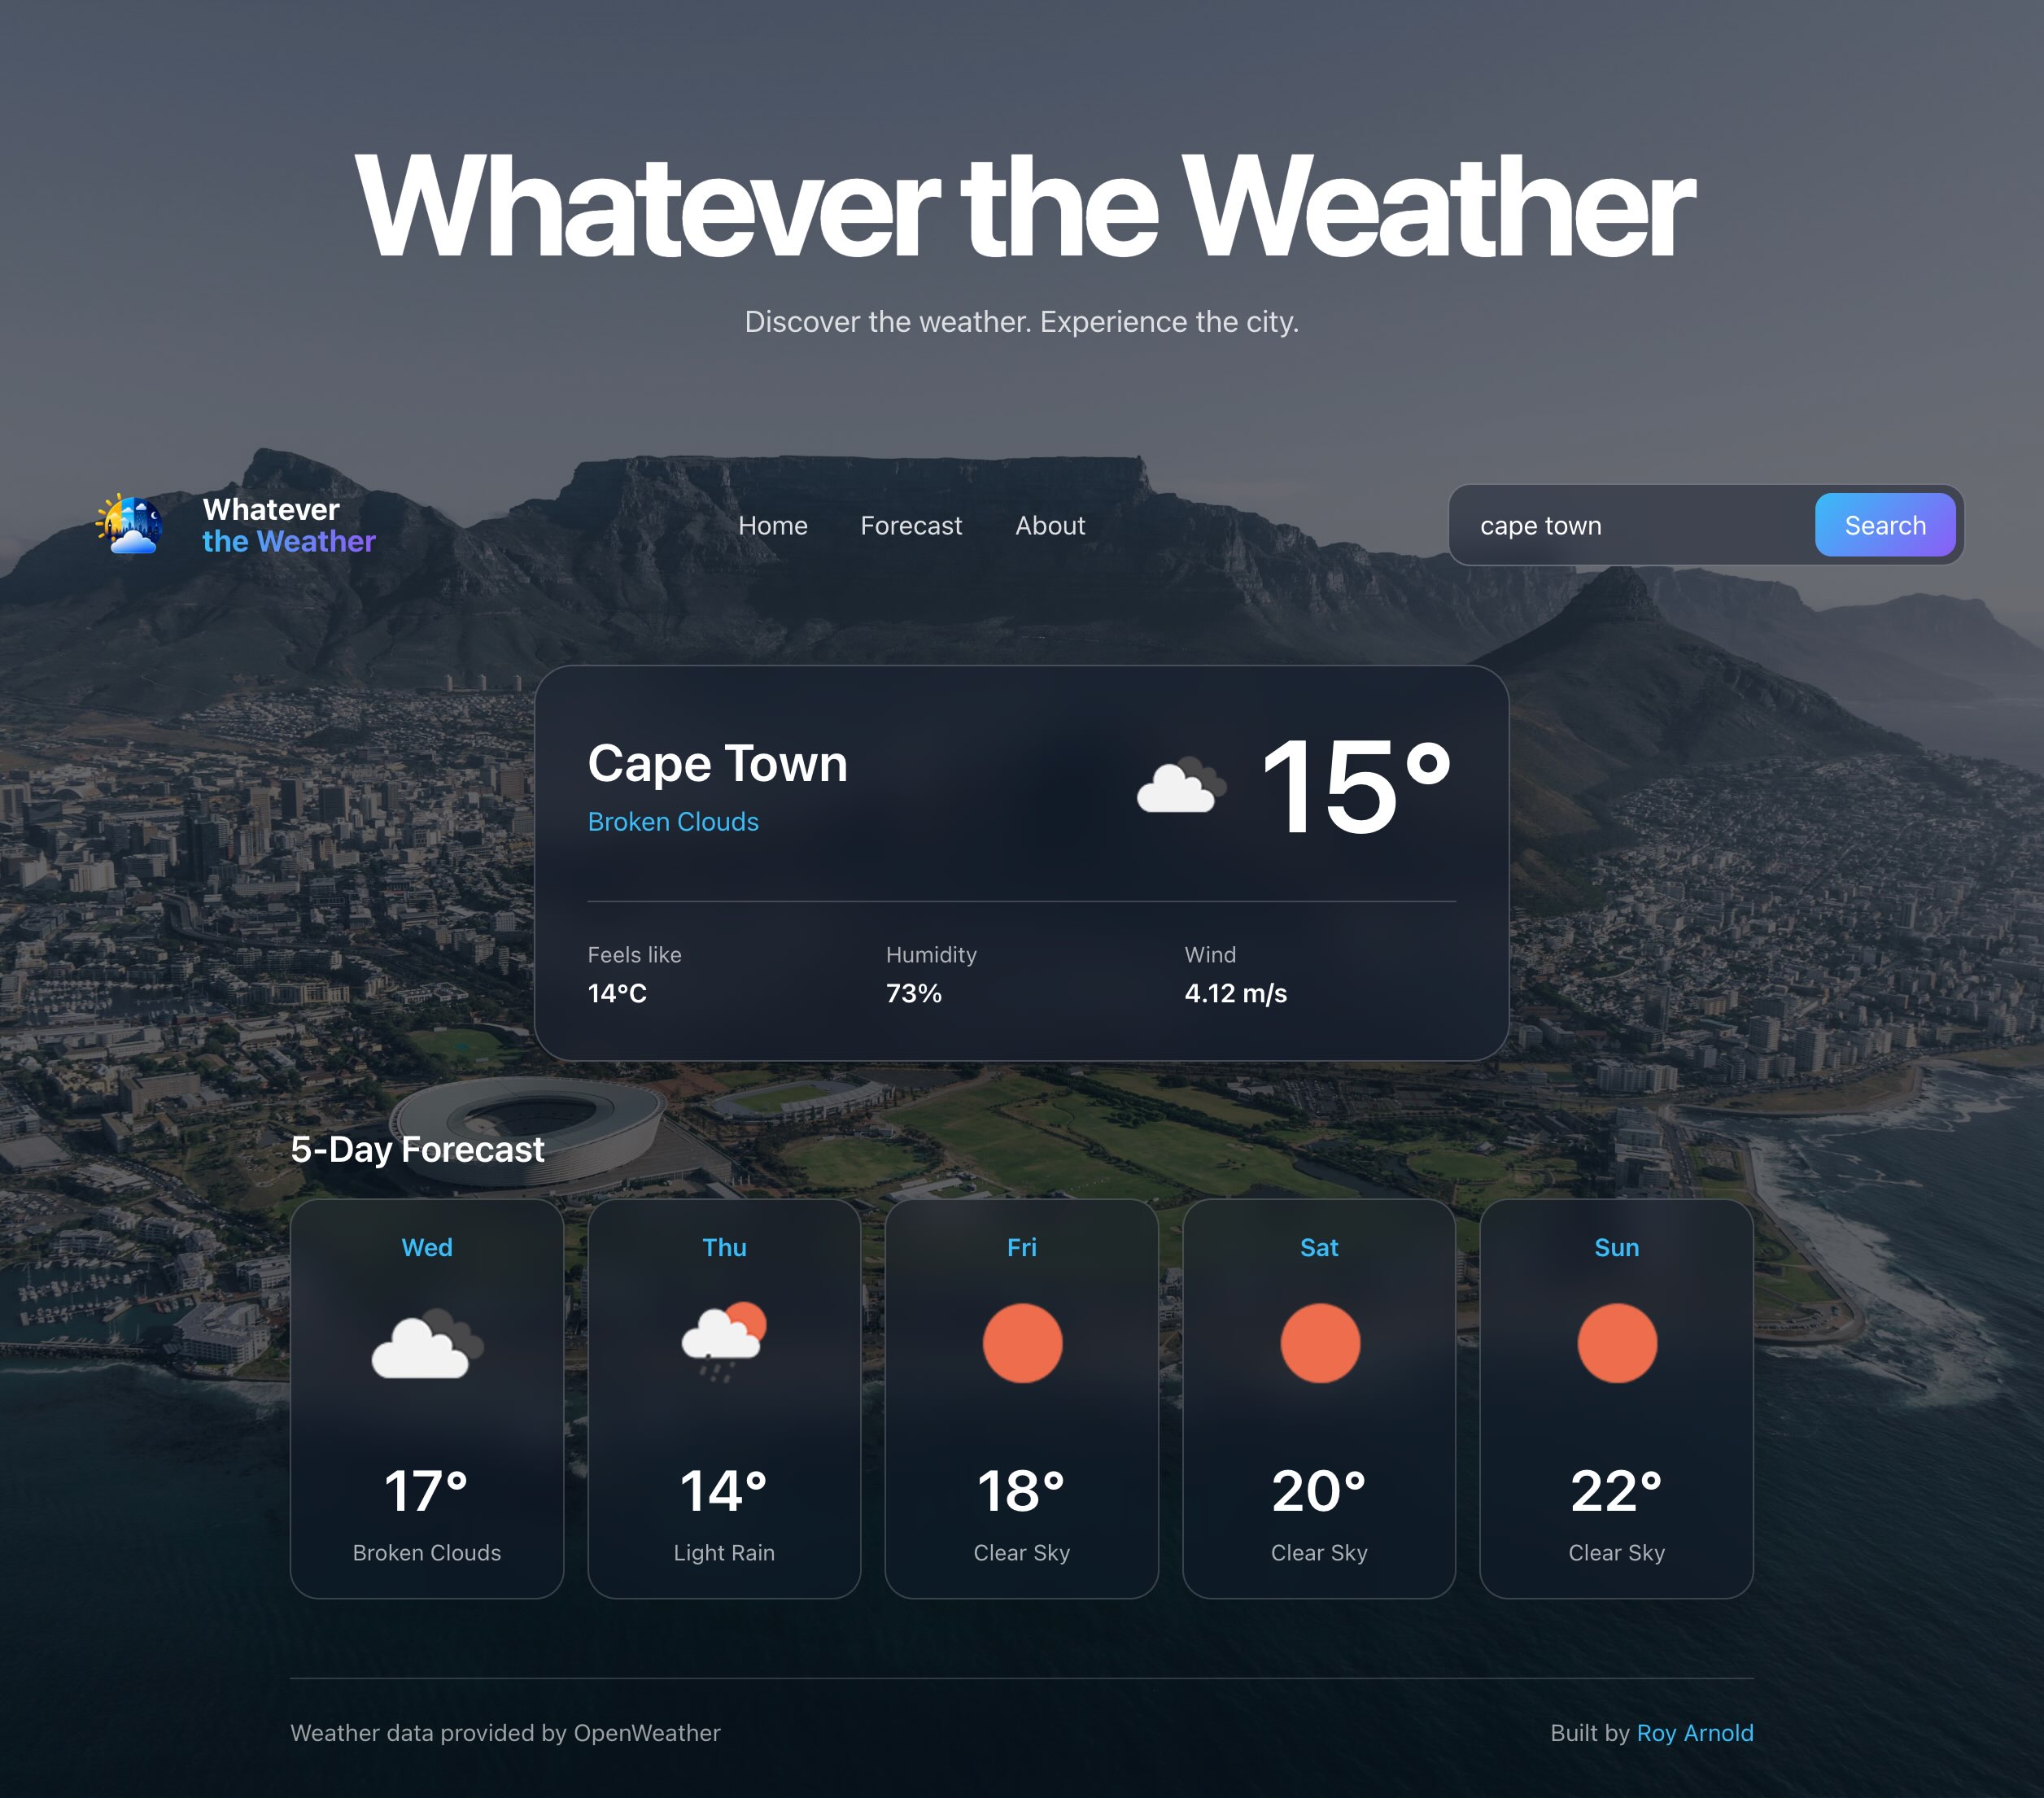 Whatever the Weather
Discover the weather. Experience the city.
Whatever
the Weather
Home Forecast About
cape town
Search
Cape Town
Broken Clouds
15°
Feels like Humidity Wind
14°C 73% 4.12 m/s
5-Day Forecast
Wed
17°
Broken Clouds
Thu
14°
Light Rain
Fri
18°
Clear Sky
Sat
20°
Clear Sky
Sun
22°
Clear Sky
Weather data provided by OpenWeather
Built by Roy Arnold